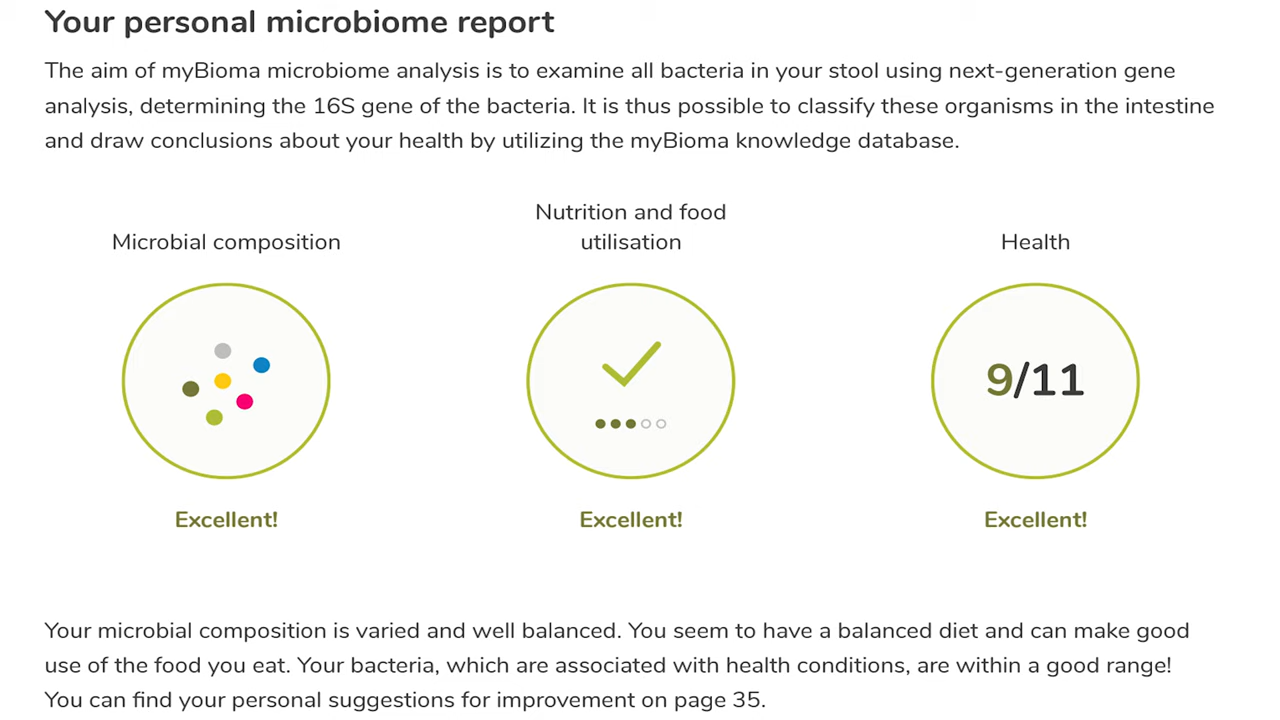 Your personal microbiome report
The aim of myBioma microbiome analysis is to examine all bacteria in your stool using next-generation gene
analysis, determining the 16S gene of the bacteria. It is thus possible to classify these organisms in the intestine
and draw conclusions about your health by utilizing the myBioma knowledge database.
Microbial composition
Nutrition and food
utilisation
Health
9/11
Excellent!
Excellent!
Excellent!
Your microbial composition is varied and well balanced. You seem to have a balanced diet and can make good
use of the food you eat. Your bacteria, which are associated with health conditions, are within a good range!
You can find your personal suggestions for improvement on page 35.